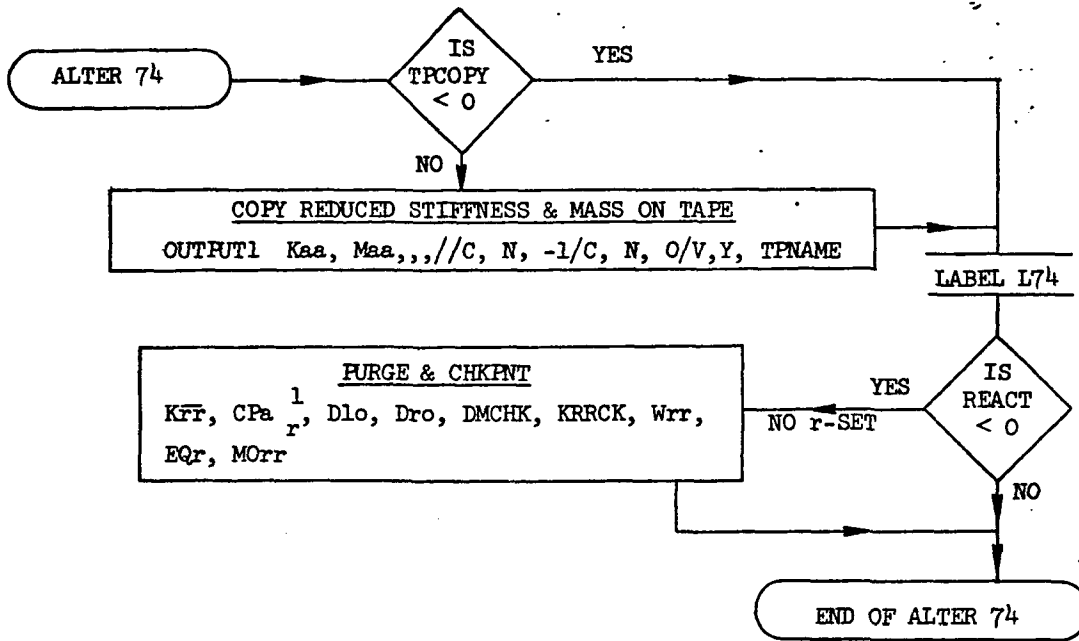 ALTER 74
IS
TPCOPY
< 0
YES
NO
COPY REDUCED STIFFNESS & MASS ON TAPE
OUTPUT1 Kaa, Maa,,,//C, N, -1/C, N, 0/V,Y, TPNAME
LABEL L74
IS
REACT
< 0
YES
NO r-SET
NO
PURGE & CHKPNT
Kr̅r̅, CPa l r, Dlo, Dro, DMCHK, KRRCK, Wrr,
EQr, MOrr
END OF ALTER 74